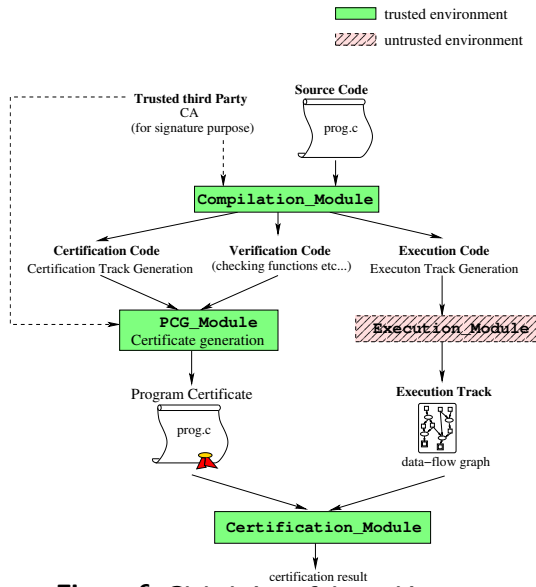 trusted environment
untrusted environment
Source Code
Trusted third Party
CA
(for signature purpose)
prog.c
Compilation_Module
Certification Code
Certification Track Generation
Verification Code
(checking functions etc...)
Execution Code
Executon Track Generation
PCG_Module
Certificate generation
Execution_Module
Program Certificate
prog.c
Execution Track
data-flow graph
Certification_Module
certification result